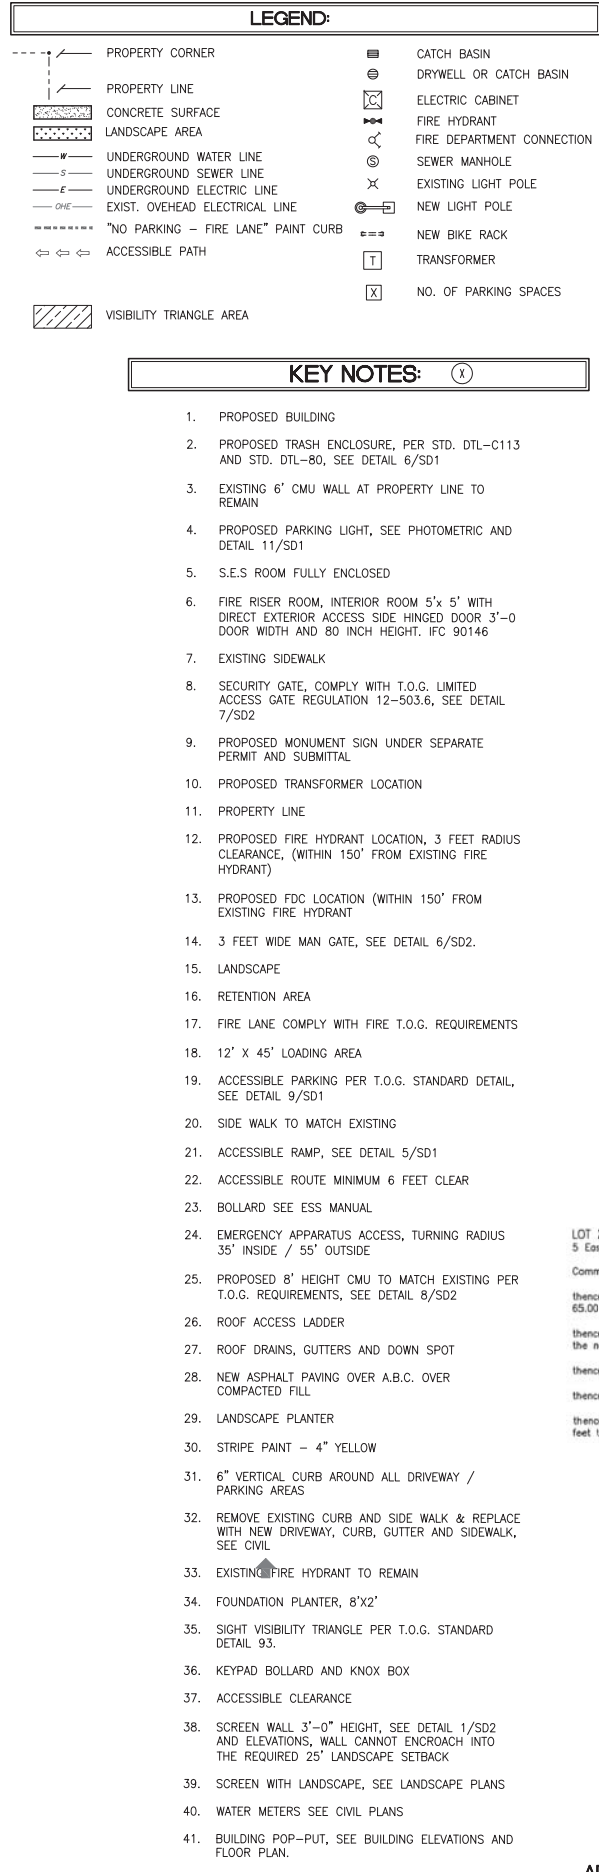 LEGEND:
PROPERTY CORNER
PROPERTY LINE
CONCRETE SURFACE
LANDSCAPE AREA
W UNDERGROUND WATER LINE
S UNDERGROUND SEWER LINE
E UNDERGROUND ELECTRIC LINE
OHE EXIST. OVEHEAD ELECTRICAL LINE
"NO PARKING – FIRE LANE" PAINT CURB
ACCESSIBLE PATH
VISIBILITY TRIANGLE AREA
CATCH BASIN
DRYWELL OR CATCH BASIN
C ELECTRIC CABINET
FIRE HYDRANT
FIRE DEPARTMENT CONNECTION
S SEWER MANHOLE
EXISTING LIGHT POLE
NEW LIGHT POLE
NEW BIKE RACK
T TRANSFORMER
X NO. OF PARKING SPACES
KEY NOTES: X
1. PROPOSED BUILDING
2. PROPOSED TRASH ENCLOSURE, PER STD. DTL–C113
AND STD. DTL–80, SEE DETAIL 6/SD1
3. EXISTING 6' CMU WALL AT PROPERTY LINE TO
REMAIN
4. PROPOSED PARKING LIGHT, SEE PHOTOMETRIC AND
DETAIL 11/SD1
5. S.E.S ROOM FULLY ENCLOSED
6. FIRE RISER ROOM, INTERIOR ROOM 5'x 5' WITH
DIRECT EXTERIOR ACCESS SIDE HINGED DOOR 3'–0
DOOR WIDTH AND 80 INCH HEIGHT. IFC 90146
7. EXISTING SIDEWALK
8. SECURITY GATE, COMPLY WITH T.O.G. LIMITED
ACCESS GATE REGULATION 12–503.6, SEE DETAIL
7/SD2
9. PROPOSED MONUMENT SIGN UNDER SEPARATE
PERMIT AND SUBMITTAL
10. PROPOSED TRANSFORMER LOCATION
11. PROPERTY LINE
12. PROPOSED FIRE HYDRANT LOCATION, 3 FEET RADIUS
CLEARANCE, (WITHIN 150' FROM EXISTING FIRE
HYDRANT)
13. PROPOSED FDC LOCATION (WITHIN 150' FROM
EXISTING FIRE HYDRANT
14. 3 FEET WIDE MAN GATE, SEE DETAIL 6/SD2.
15. LANDSCAPE
16. RETENTION AREA
17. FIRE LANE COMPLY WITH FIRE T.O.G. REQUIREMENTS
18. 12' X 45' LOADING AREA
19. ACCESSIBLE PARKING PER T.O.G. STANDARD DETAIL,
SEE DETAIL 9/SD1
20. SIDE WALK TO MATCH EXISTING
21. ACCESSIBLE RAMP, SEE DETAIL 5/SD1
22. ACCESSIBLE ROUTE MINIMUM 6 FEET CLEAR
23. BOLLARD SEE ESS MANUAL
24. EMERGENCY APPARATUS ACCESS, TURNING RADIUS
35' INSIDE / 55' OUTSIDE
25. PROPOSED 8' HEIGHT CMU TO MATCH EXISTING PER
T.O.G. REQUIREMENTS, SEE DETAIL 8/SD2
26. ROOF ACCESS LADDER
27. ROOF DRAINS, GUTTERS AND DOWN SPOT
28. NEW ASPHALT PAVING OVER A.B.C. OVER
COMPACTED FILL
29. LANDSCAPE PLANTER
30. STRIPE PAINT – 4" YELLOW
31. 6" VERTICAL CURB AROUND ALL DRIVEWAY /
PARKING AREAS
32. REMOVE EXISTING CURB AND SIDE WALK & REPLACE
WITH NEW DRIVEWAY, CURB, GUTTER AND SIDEWALK,
SEE CIVIL
33. EXISTING FIRE HYDRANT TO REMAIN
34. FOUNDATION PLANTER, 8'X2'
35. SIGHT VISIBILITY TRIANGLE PER T.O.G. STANDARD
DETAIL 93.
36. KEYPAD BOLLARD AND KNOX BOX
37. ACCESSIBLE CLEARANCE
38. SCREEN WALL 3'–0" HEIGHT, SEE DETAIL 1/SD2
AND ELEVATIONS, WALL CANNOT ENCROACH INTO
THE REQUIRED 25' LANDSCAPE SETBACK
39. SCREEN WITH LANDSCAPE, SEE LANDSCAPE PLANS
40. WATER METERS SEE CIVIL PLANS
41. BUILDING POP–PUT, SEE BUILDING ELEVATIONS AND
FLOOR PLAN.
LOT
5
65.00
the
feet